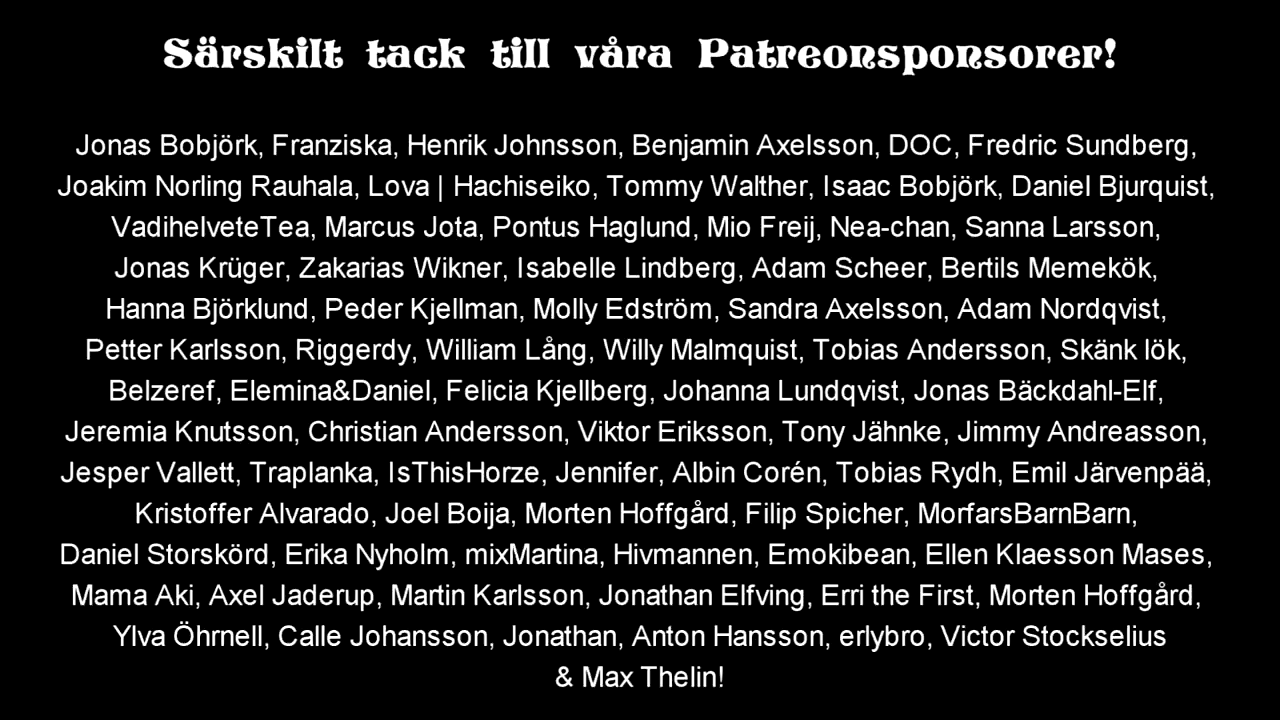 Särskilt tack till våra Patreonsponsorer!
Jonas Bobjörk, Franziska, Henrik Johnsson, Benjamin Axelsson, DOC, Fredric Sundberg,
Joakim Norling Rauhala, Lova | Hachiseiko, Tommy Walther, Isaac Bobjörk, Daniel Bjurquist,
VadihelveteTea, Marcus Jota, Pontus Haglund, Mio Freij, Nea-chan, Sanna Larsson,
Jonas Krüger, Zakarias Wikner, Isabelle Lindberg, Adam Scheer, Bertils Memekök,
Hanna Björklund, Peder Kjellman, Molly Edström, Sandra Axelsson, Adam Nordqvist,
Petter Karlsson, Riggerdy, William Lång, Willy Malmquist, Tobias Andersson, Skänk lök,
Belzeref, Elemina&Daniel, Felicia Kjellberg, Johanna Lundqvist, Jonas Bäckdahl-Elf,
Jeremia Knutsson, Christian Andersson, Viktor Eriksson, Tony Jähnke, Jimmy Andreasson,
Jesper Vallett, Traplanka, IsThisHorze, Jennifer, Albin Corén, Tobias Rydh, Emil Järvenpää,
Kristoffer Alvarado, Joel Boija, Morten Hoffgård, Filip Spicher, MorfarsBarnBarn,
Daniel Storskörd, Erika Nyholm, mixMartina, Hivmannen, Emokibean, Ellen Klaesson Mases,
Mama Aki, Axel Jaderup, Martin Karlsson, Jonathan Elfving, Erri the First, Morten Hoffgård,
Ylva Öhrnell, Calle Johansson, Jonathan, Anton Hansson, erlybro, Victor Stockselius
& Max Thelin!